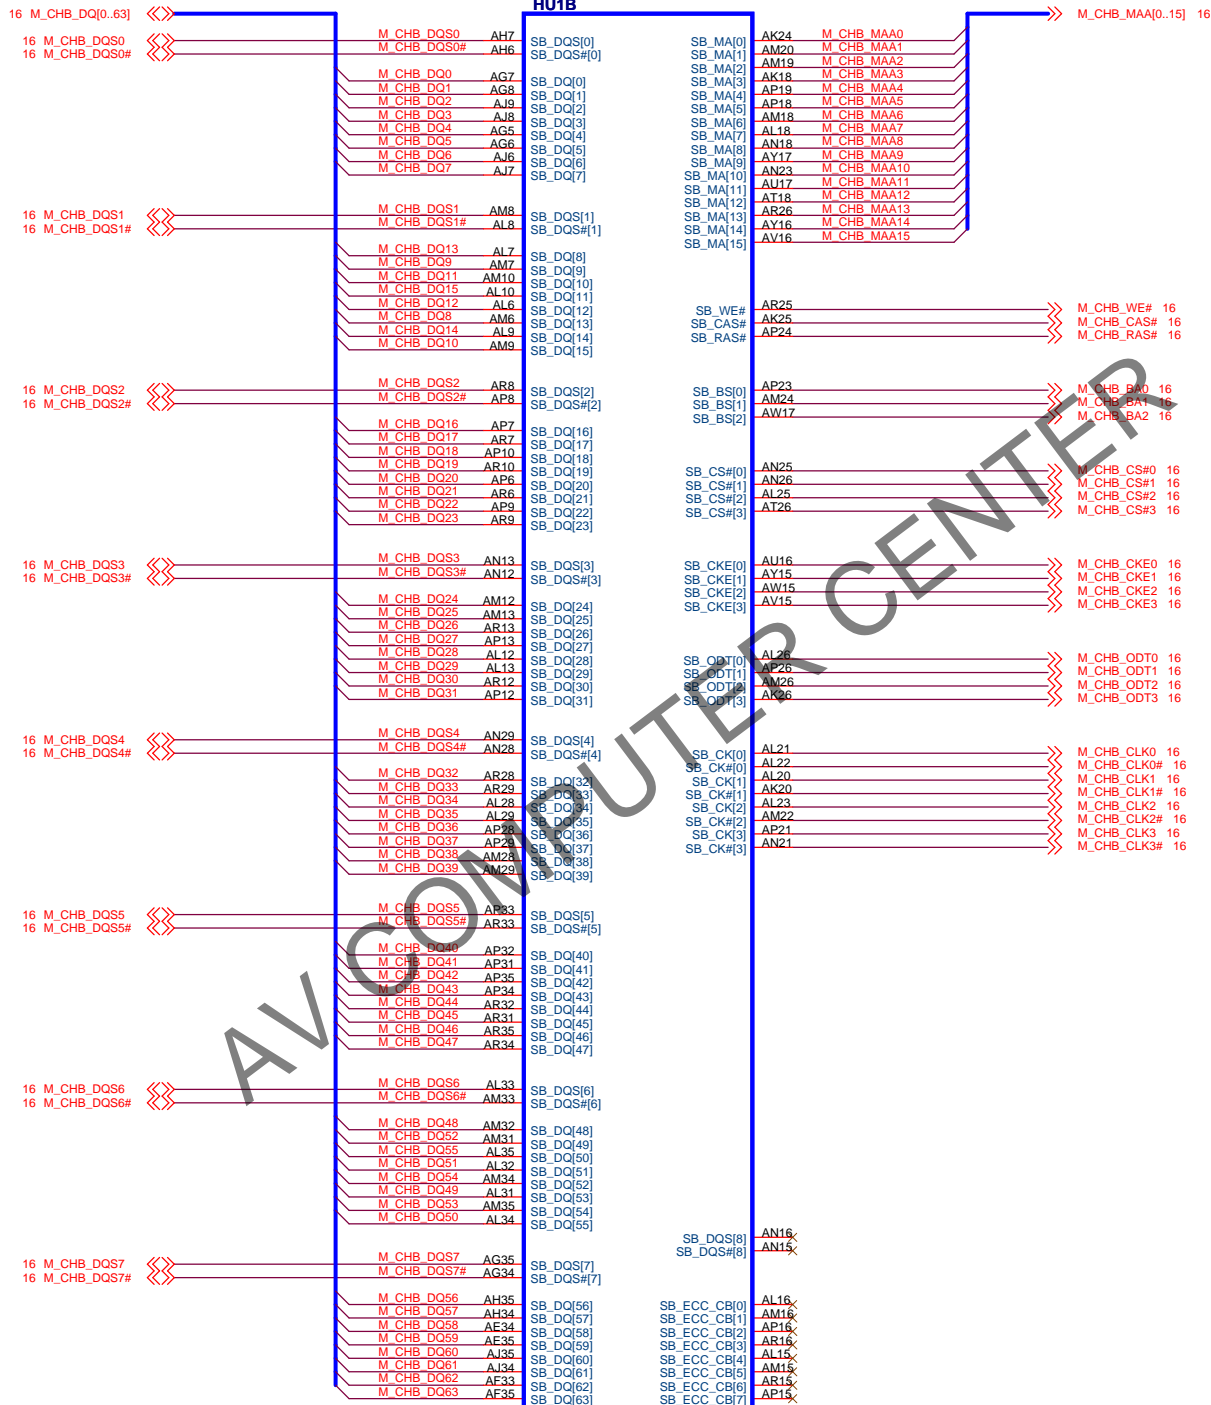 HU1B
16 M_CHB_DQ[0..63] M_CHB_MAA[0..15] 16
16 M_CHB_DQS0 M_CHB_DQS0 AH7 SB_DQS[0] SB_MA[0] AK24 M_CHB_MAA0
16 M_CHB_DQS0# M_CHB_DQS0# AH6 SB_DQS#[0] SB_MA[1] AM20 M_CHB_MAA1
SB_MA[2] AM19 M_CHB_MAA2
M_CHB_DQ0 AG7 SB_DQ[0] SB_MA[3] AK18 M_CHB_MAA3
M_CHB_DQ1 AG8 SB_DQ[1] SB_MA[4] AP19 M_CHB_MAA4
M_CHB_DQ2 AJ9 SB_DQ[2] SB_MA[5] AP18 M_CHB_MAA5
M_CHB_DQ3 AJ8 SB_DQ[3] SB_MA[6] AM18 M_CHB_MAA6
M_CHB_DQ4 AG5 SB_DQ[4] SB_MA[7] AL18 M_CHB_MAA7
M_CHB_DQ5 AG6 SB_DQ[5] SB_MA[8] AN18 M_CHB_MAA8
M_CHB_DQ6 AJ6 SB_DQ[6] SB_MA[9] AY17 M_CHB_MAA9
M_CHB_DQ7 AJ7 SB_DQ[7] SB_MA[10] AN23 M_CHB_MAA10
SB_MA[11] AU17 M_CHB_MAA11
SB_MA[12] AT18 M_CHB_MAA12
16 M_CHB_DQS1 M_CHB_DQS1 AM8 SB_DQS[1] SB_MA[13] AR26 M_CHB_MAA13
16 M_CHB_DQS1# M_CHB_DQS1# AL8 SB_DQS#[1] SB_MA[14] AY16 M_CHB_MAA14
SB_MA[15] AV16 M_CHB_MAA15
M_CHB_DQ13 AL7 SB_DQ[8]
M_CHB_DQ9 AM7 SB_DQ[9]
M_CHB_DQ11 AM10 SB_DQ[10]
M_CHB_DQ15 AL10 SB_DQ[11]
M_CHB_DQ12 AL6 SB_DQ[12] SB_WE# AR25 M_CHB_WE# 16
M_CHB_DQ8 AM6 SB_DQ[13] SB_CAS# AK25 M_CHB_CAS# 16
M_CHB_DQ14 AL9 SB_DQ[14] SB_RAS# AP24 M_CHB_RAS# 16
M_CHB_DQ10 AM9 SB_DQ[15]
16 M_CHB_DQS2 M_CHB_DQS2 AR8 SB_DQS[2] SB_BS[0] AP23 M_CHB_BA0 16
16 M_CHB_DQS2# M_CHB_DQS2# AP8 SB_DQS#[2] SB_BS[1] AM24 M_CHB_BA1 16
SB_BS[2] AW17 M_CHB_BA2 16
M_CHB_DQ16 AP7 SB_DQ[16]
M_CHB_DQ17 AR7 SB_DQ[17]
M_CHB_DQ18 AP10 SB_DQ[18]
M_CHB_DQ19 AR10 SB_DQ[19] SB_CS#[0] AN25 M_CHB_CS#0 16
M_CHB_DQ20 AP6 SB_DQ[20] SB_CS#[1] AN26 M_CHB_CS#1 16
M_CHB_DQ21 AR6 SB_DQ[21] SB_CS#[2] AL25 M_CHB_CS#2 16
M_CHB_DQ22 AP9 SB_DQ[22] SB_CS#[3] AT26 M_CHB_CS#3 16
M_CHB_DQ23 AR9 SB_DQ[23]
16 M_CHB_DQS3 M_CHB_DQS3 AN13 SB_DQS[3] SB_CKE[0] AU16 M_CHB_CKE0 16
16 M_CHB_DQS3# M_CHB_DQS3# AN12 SB_DQS#[3] SB_CKE[1] AY15 M_CHB_CKE1 16
SB_CKE[2] AW15 M_CHB_CKE2 16
M_CHB_DQ24 AM12 SB_DQ[24] SB_CKE[3] AV15 M_CHB_CKE3 16
M_CHB_DQ25 AM13 SB_DQ[25]
M_CHB_DQ26 AR13 SB_DQ[26]
M_CHB_DQ27 AP13 SB_DQ[27]
M_CHB_DQ28 AL12 SB_DQ[28] SB_ODT[0] AL26 M_CHB_ODT0 16
M_CHB_DQ29 AL13 SB_DQ[29] SB_ODT[1] AP26 M_CHB_ODT1 16
M_CHB_DQ30 AR12 SB_DQ[30] SB_ODT[2] AM26 M_CHB_ODT2 16
M_CHB_DQ31 AP12 SB_DQ[31] SB_ODT[3] AK26 M_CHB_ODT3 16
16 M_CHB_DQS4 M_CHB_DQS4 AN29 SB_DQS[4] SB_CK[0] AL21 M_CHB_CLK0 16
16 M_CHB_DQS4# M_CHB_DQS4# AN28 SB_DQS#[4] SB_CK#[0] AL22 M_CHB_CLK0# 16
M_CHB_DQ32 AR28 SB_DQ[32] SB_CK[1] AL20 M_CHB_CLK1 16
M_CHB_DQ33 AR29 SB_DQ[33] SB_CK#[1] AK20 M_CHB_CLK1# 16
M_CHB_DQ34 AL28 SB_DQ[34] SB_CK[2] AL23 M_CHB_CLK2 16
M_CHB_DQ35 AL29 SB_DQ[35] SB_CK#[2] AM22 M_CHB_CLK2# 16
M_CHB_DQ36 AP28 SB_DQ[36] SB_CK[3] AP21 M_CHB_CLK3 16
M_CHB_DQ37 AP29 SB_DQ[37] SB_CK#[3] AN21 M_CHB_CLK3# 16
M_CHB_DQ38 AM28 SB_DQ[38]
M_CHB_DQ39 AM29 SB_DQ[39]
16 M_CHB_DQS5 M_CHB_DQS5 AP33 SB_DQS[5]
16 M_CHB_DQS5# M_CHB_DQS5# AR33 SB_DQS#[5]
M_CHB_DQ40 AP32 SB_DQ[40]
M_CHB_DQ41 AP31 SB_DQ[41]
M_CHB_DQ42 AP35 SB_DQ[42]
M_CHB_DQ43 AP34 SB_DQ[43]
M_CHB_DQ44 AR32 SB_DQ[44]
M_CHB_DQ45 AR31 SB_DQ[45]
M_CHB_DQ46 AR35 SB_DQ[46]
M_CHB_DQ47 AR34 SB_DQ[47]
16 M_CHB_DQS6 M_CHB_DQS6 AL33 SB_DQS[6]
16 M_CHB_DQS6# M_CHB_DQS6# AM33 SB_DQS#[6]
M_CHB_DQ48 AM32 SB_DQ[48]
M_CHB_DQ52 AM31 SB_DQ[49]
M_CHB_DQ55 AL35 SB_DQ[50]
M_CHB_DQ51 AL32 SB_DQ[51]
M_CHB_DQ54 AM34 SB_DQ[52]
M_CHB_DQ49 AL31 SB_DQ[53]
M_CHB_DQ53 AM35 SB_DQ[54]
M_CHB_DQ50 AL34 SB_DQ[55]
SB_DQS[8] AN16
SB_DQS#[8] AN15
16 M_CHB_DQS7 M_CHB_DQS7 AG35 SB_DQS[7]
16 M_CHB_DQS7# M_CHB_DQS7# AG34 SB_DQS#[7]
M_CHB_DQ56 AH35 SB_DQ[56] SB_ECC_CB[0] AL16
M_CHB_DQ57 AH34 SB_DQ[57] SB_ECC_CB[1] AM16
M_CHB_DQ58 AE34 SB_DQ[58] SB_ECC_CB[2] AP16
M_CHB_DQ59 AE35 SB_DQ[59] SB_ECC_CB[3] AR16
M_CHB_DQ60 AJ35 SB_DQ[60] SB_ECC_CB[4] AL15
M_CHB_DQ61 AJ34 SB_DQ[61] SB_ECC_CB[5] AM15
M_CHB_DQ62 AF33 SB_DQ[62] SB_ECC_CB[6] AR15
M_CHB_DQ63 AF35 SB_DQ[63] SB_ECC_CB[7] AP15
AV COMPUTER CENTER